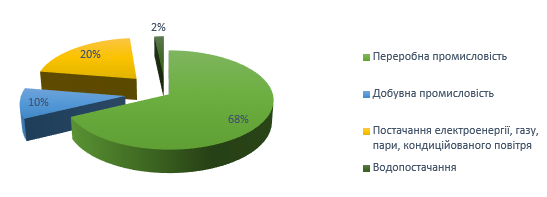 2%
20%
10%
68%
Переробна промисловість
Добувна промисловість
Постачання електроенергії, газу,
пари, кондиційованого повітря
Водопостачання